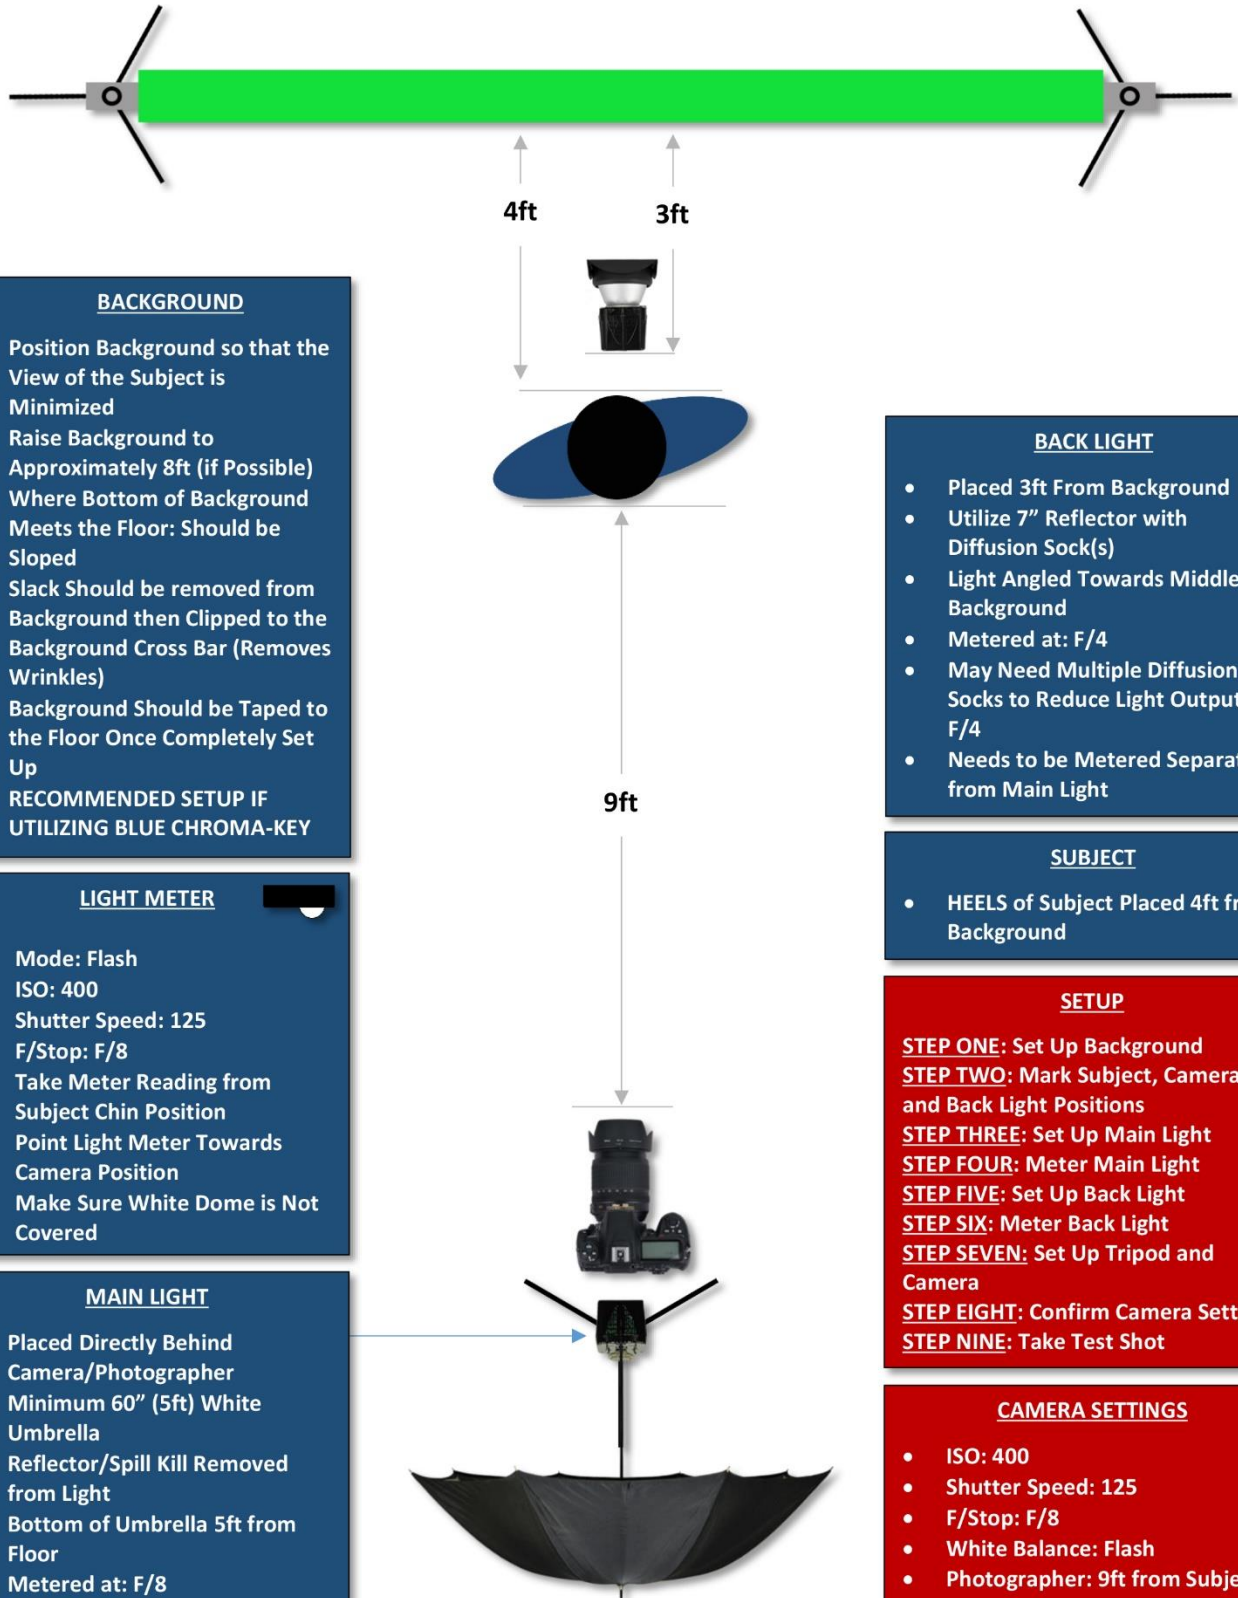 4ft
3ft
BACKGROUND
Position Background so that the
View of the Subject is
Minimized
Raise Background to
Approximately 8ft (if Possible)
Where Bottom of Background
Meets the Floor: Should be
Sloped
Slack Should be removed from
Background then Clipped to the
Background Cross Bar (Removes
Wrinkles)
Background Should be Taped to
the Floor Once Completely Set
Up
RECOMMENDED SETUP IF
UTILIZING BLUE CHROMA-KEY
LIGHT METER
Mode: Flash
ISO: 400
Shutter Speed: 125
F/Stop: F/8
Take Meter Reading from
Subject Chin Position
Point Light Meter Towards
Camera Position
Make Sure White Dome is Not
Covered
MAIN LIGHT
Placed Directly Behind
Camera/Photographer
Minimum 60” (5ft) White
Umbrella
Reflector/Spill Kill Removed
from Light
Bottom of Umbrella 5ft from
Floor
Metered at: F/8
9ft
BACK LIGHT
• Placed 3ft From Background
• Utilize 7” Reflector with
Diffusion Sock(s)
• Light Angled Towards Middle
Background
• Metered at: F/4
• May Need Multiple Diffusion
Socks to Reduce Light Output
F/4
• Needs to be Metered
from Main Light
SUBJECT
• HEELS of Subject Placed 4ft
Background
SETUP
STEP ONE: Set Up Background
STEP TWO: Mark Subject, Camera
and Back Light Positions
STEP THREE: Set Up Main Light
STEP FOUR: Meter Main Light
STEP FIVE: Set Up Back Light
STEP SIX: Meter Back Light
STEP SEVEN: Set Up Tripod and
Camera
STEP EIGHT: Confirm Camera
STEP NINE: Take Test Shot
CAMERA SETTINGS
• ISO: 400
• Shutter Speed: 125
• F/Stop: F/8
• White Balance: Flash
• Photographer: 9ft from